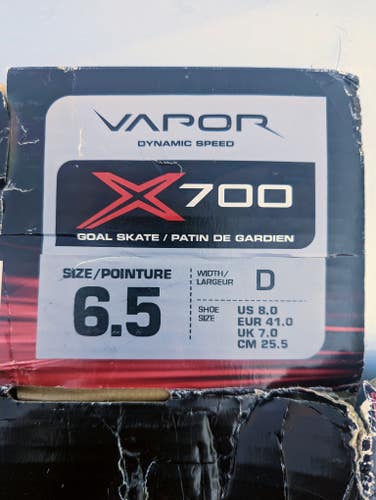 VAPOR
DYNAMIC SPEED
X700
GOAL SKATE / PATIN DE GARDIEN
SIZE/POINTURE
6.5
WIDTH/
LARGEUR
D
SHOE
SIZE
US 8.0
EUR 41.0
UK 7.0
CM 25.5